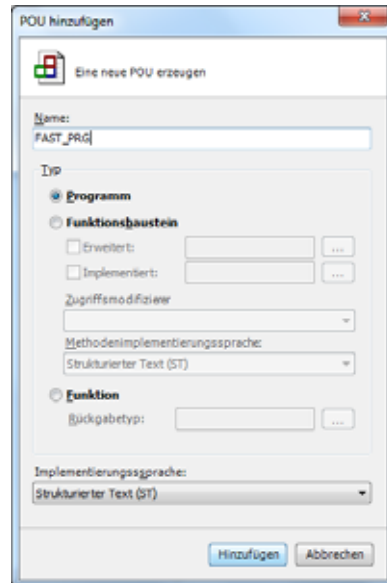 POU hinzufügen
Eine neue POU erzeugen
Name:
FAST_PRG
Typ
Programm
Funktionsbaustein
Erweitert:
...
Implementiert:
...
Zugriffsmodifizierer
Methodenimplementierungssprache:
Strukturierter Text (ST)
Funktion
Rückgabetyp:
...
Implementierungssprache:
Strukturierter Text (ST)
Hinzufügen
Abbrechen